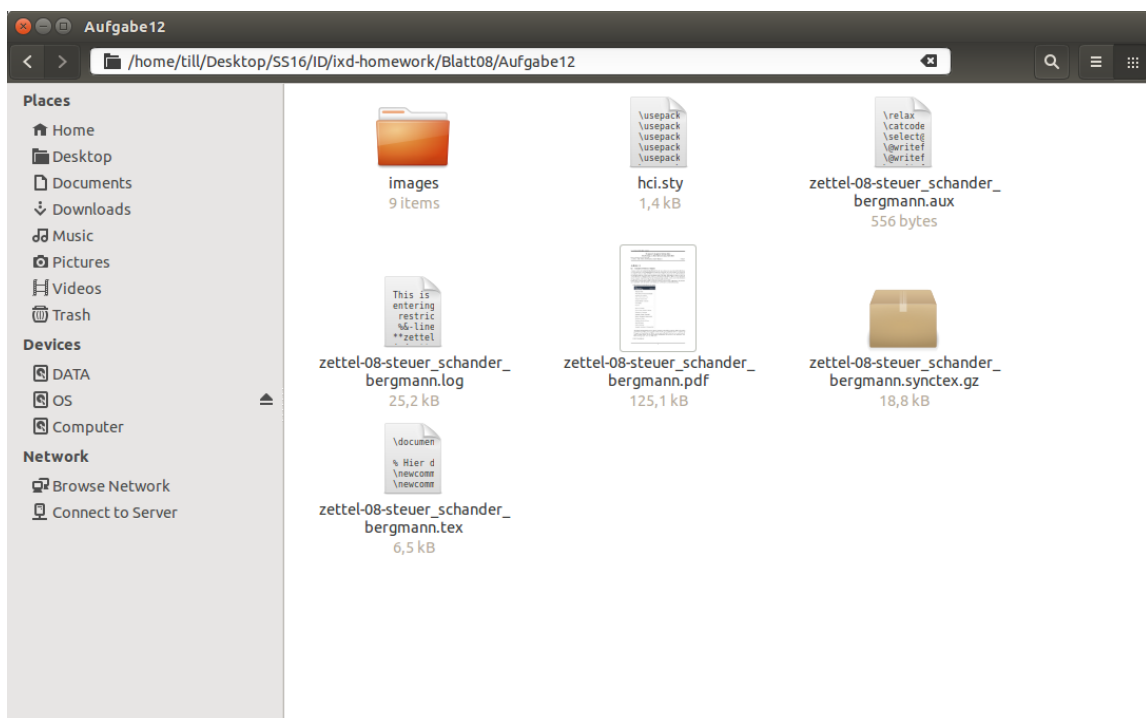 Aufgabe12
/home/till/Desktop/SS16/ID/ixd-homework/Blatt08/Aufgabe12
Places
Home
Desktop
Documents
Downloads
Music
Pictures
Videos
Trash
Devices
DATA
OS
Computer
Network
Browse Network
Connect to Server
images
9 items
\usepack
\usepack
\usepack
\usepack
\usepack
hci.sty
1,4 kB
\relax
\catcode
\select@
\@writef
\@writef
zettel-08-steuer_schander_
bergmann.aux
556 bytes
This is
entering
restric
%&-line
**zettel
zettel-08-steuer_schander_
bergmann.log
25,2 kB
zettel-08-steuer_schander_
bergmann.pdf
125,1 kB
zettel-08-steuer_schander_
bergmann.synctex.gz
18,8 kB
\documen
% Hier d
\newcomm
\newcomm
zettel-08-steuer_schander_
bergmann.tex
6,5 kB